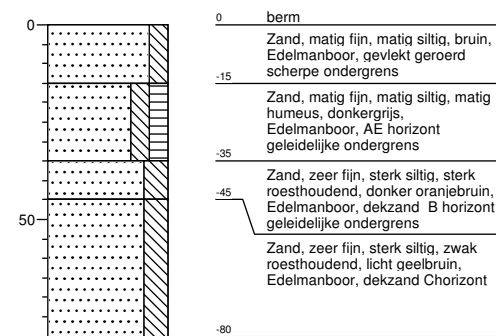 0
0 berm
Zand, matig fijn, matig siltig, bruin,
Edelmanboor, gevlekt geroerd
scherpe ondergrens
-15
Zand, matig fijn, matig siltig, matig
humeus, donkergrijs,
Edelmanboor, AE horizont
geleidelijke ondergrens
-35
Zand, zeer fijn, sterk siltig, sterk
roesthoudend, donker oranjebruin,
Edelmanboor, dekzand B horizont
geleidelijke ondergrens
-45
50
Zand, zeer fijn, sterk siltig, zwak
roesthoudend, licht geelbruin,
Edelmanboor, dekzand Chorizont
-80